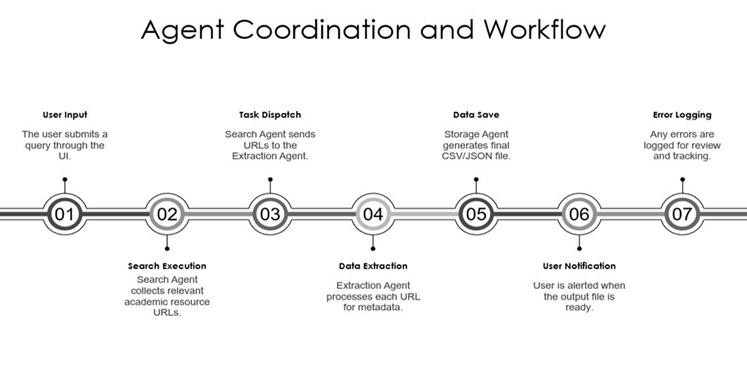 Agent Coordination and Workflow
User Input
The user submits a
query through the
UI.
Task Dispatch
Search Agent sends
URLs to the
Extraction Agent.
Data Save
Storage Agent
generates final
CSV/JSON file.
Error Logging
Any errors are
logged for review
and tracking.
01
02
03
04
05
06
07
Search Execution
Search Agent
collects relevant
academic resource
URLs.
Data Extraction
Extraction Agent
processes each URL
for metadata.
User Notification
User is alerted when
the output file is
ready.